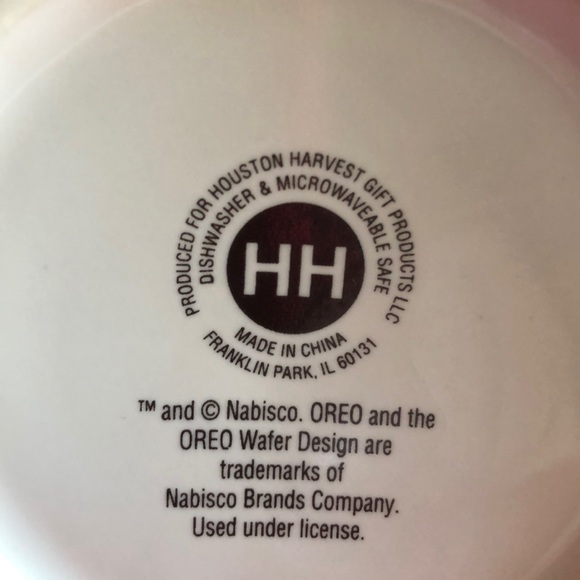 PRODUCED FOR HOUSTON HARVEST GIFT PRODUCTS LLC
DISHWASHER & MICROWAVEABLE SAFE
HH
MADE IN CHINA
FRANKLIN PARK, IL 60131
™ and © Nabisco. OREO and the
OREO Wafer Design are
trademarks of
Nabisco Brands Company.
Used under license.